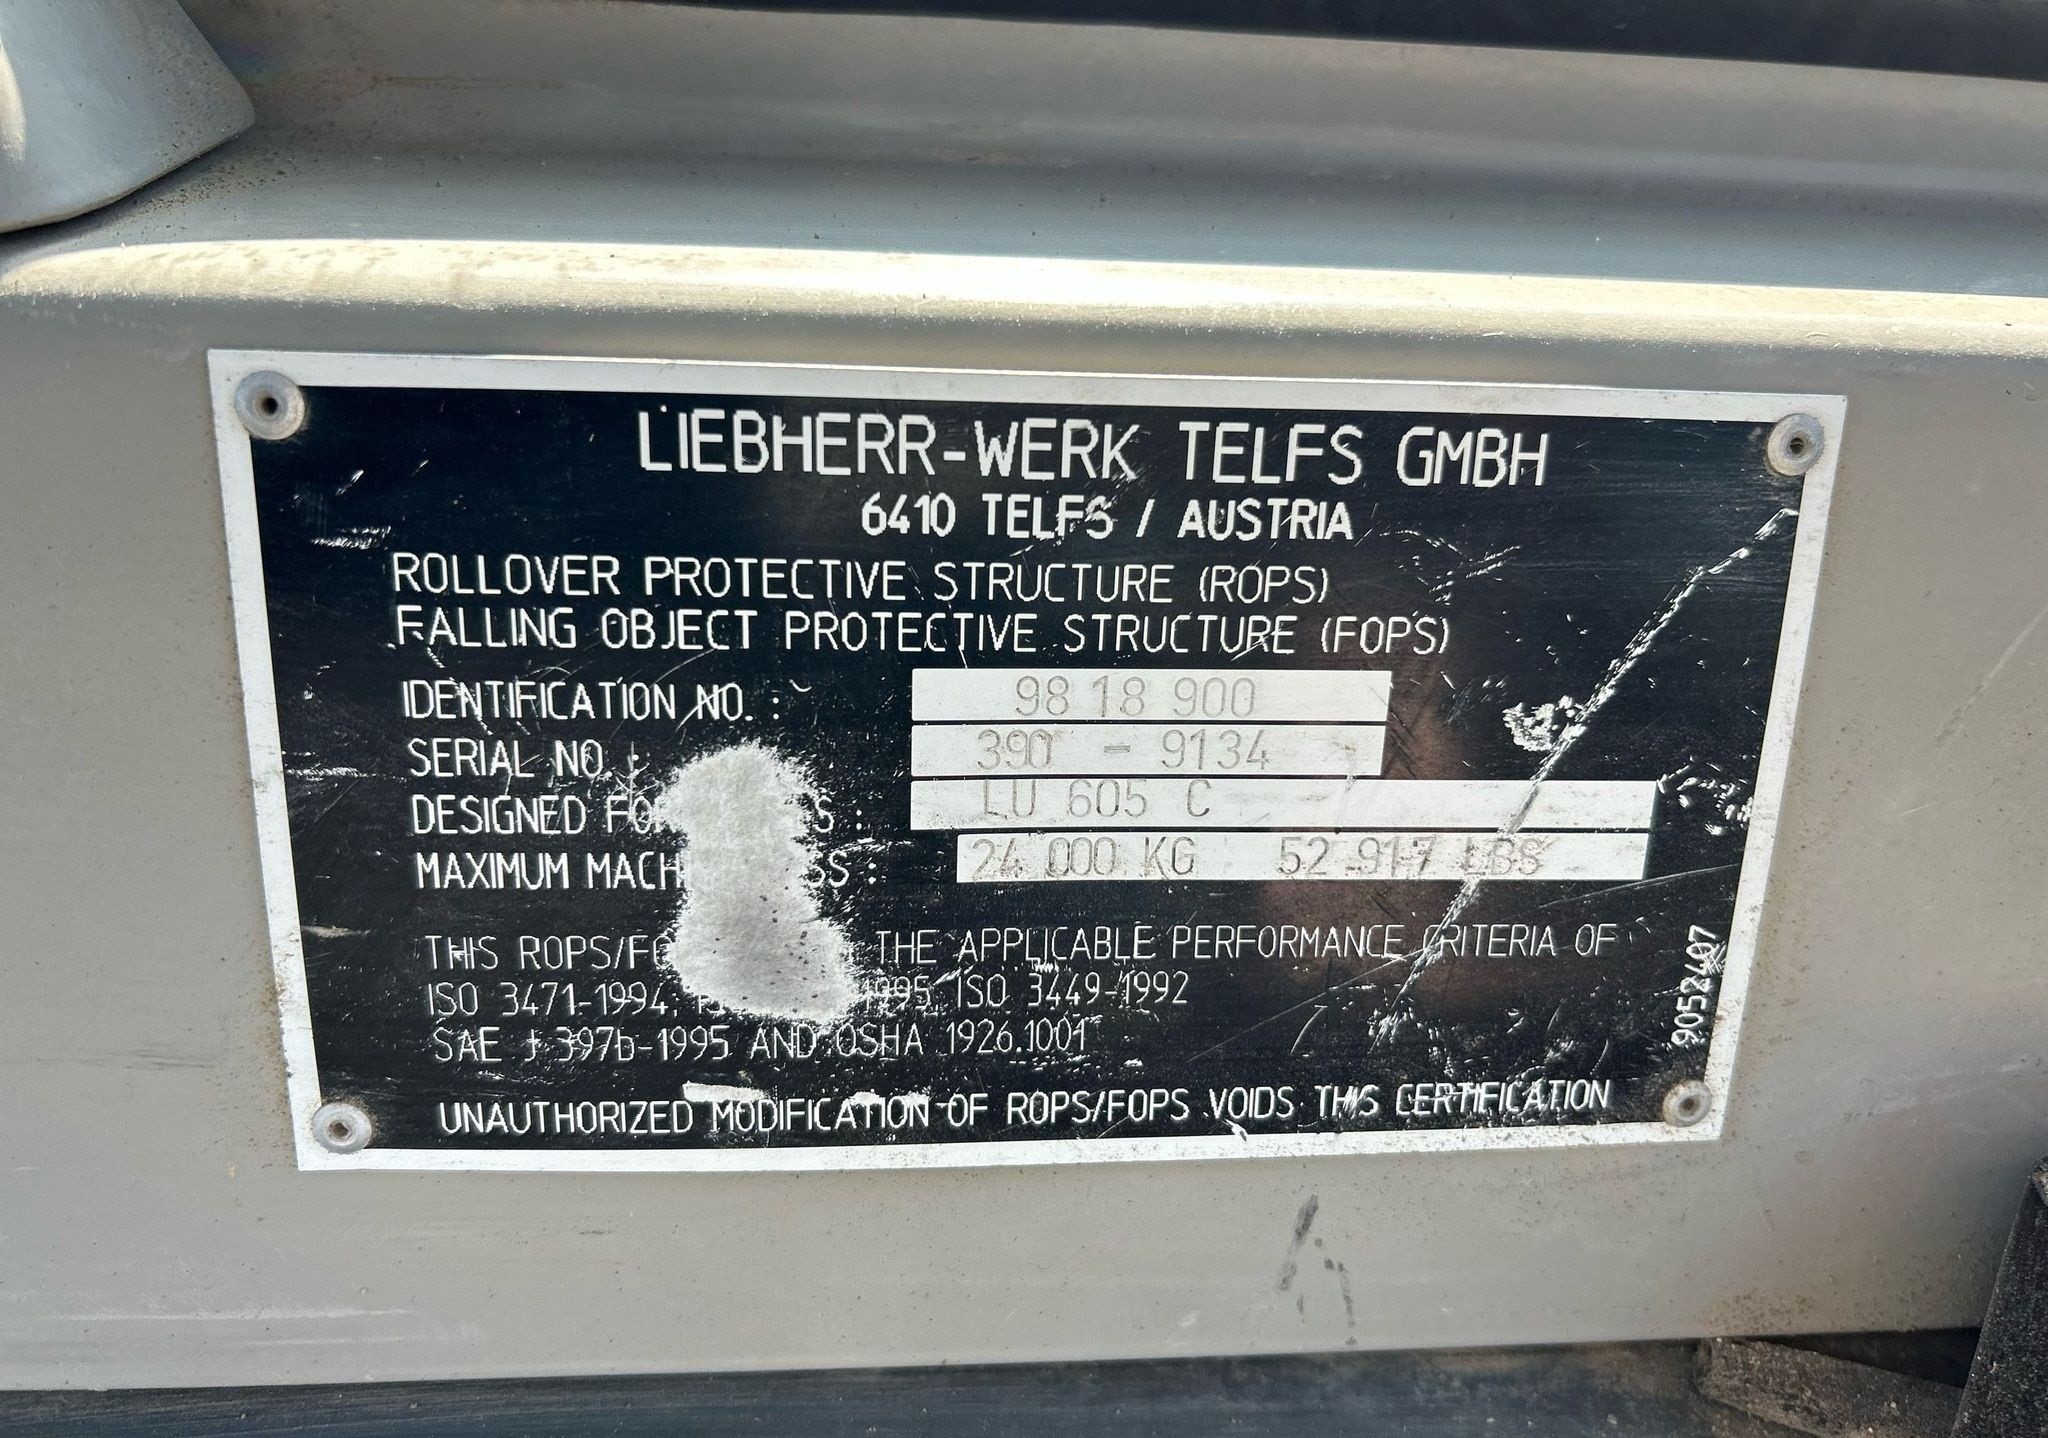 LIEBHERR-WERK TELFS GMBH
6410 TELFS / AUSTRIA
ROLLOVER PROTECTIVE STRUCTURE (ROPS)
FALLING OBJECT PROTECTIVE STRUCTURE (FOPS)
IDENTIFICATION NO. : 98 18 900
SERIAL NO. : 390 - 9134
DESIGNED : LU 605 C
MAXIMUM : 24 000 KG 52 917 LBS
THIS THE APPLICABLE PERFORMANCE CRITERIA OF
ISO 3471-1994, 1995, ISO 3449-1992
SAE J 397b-1995 AND OSHA 1926.1001
UNAUTHORIZED MODIFICATION OF ROPS/FOPS VOIDS THIS CERTIFICATION
9052407